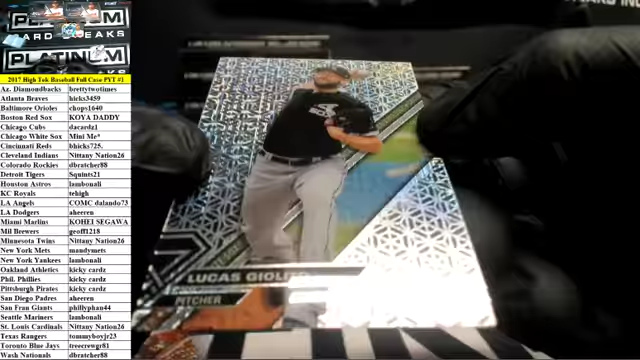 PLATINUM
CARD BREAKS
PLATINUM
2017 High Tek Baseball Full Case PYT #1
Az. Diamondbacks brettytwotimes
Atlanta Braves hicks3459
Baltimore Orioles chops1640
Boston Red Sox KOYA DADDY
Chicago Cubs dacardz1
Chicago White Sox Mini Me*
Cincinnati Reds bhicks725.
Cleveland Indians Nittany Nation26
Colorado Rockies dbratcher88
Detroit Tigers Squints21
Houston Astros lambonali
KC Royals tehigh
LA Angels COMC dalando73
LA Dodgers aheeren
Miami Marlins KOHEI SEGAWA
Mil Brewers geoff1218
Minnesota Twins Nittany Nation26
New York Mets mandymets
New York Yankees lambonali
Oakland Athletics kicky cardz
Phil. Phillies kicky cardz
Pittsburgh Pirates kicky cardz
San Diego Padres aheeren
San Fran Giants phillyphan44
Seattle Mariners lambonali
St. Louis Cardinals Nittany Nation26
Texas Rangers tommyboyjr23
Toronto Blue Jays treecrewgr81
Wash Nationals dbratcher88
LUCAS GIOLITO
PITCHER